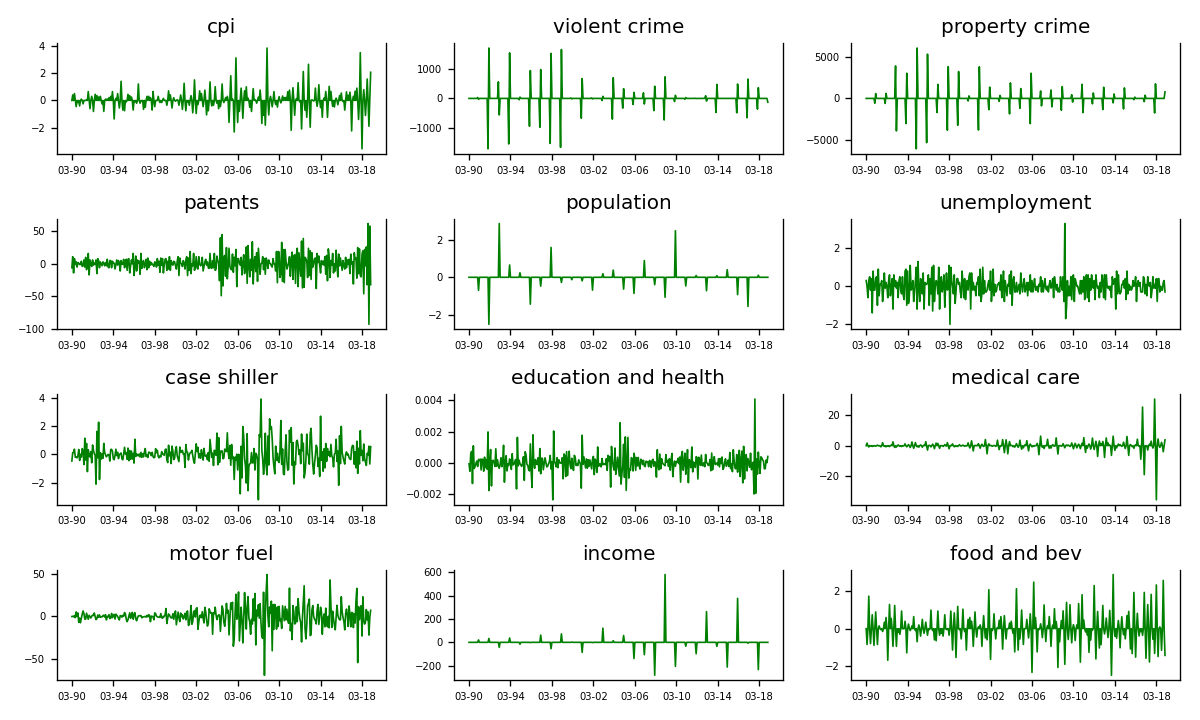 cpi
4
2
0
−2
03-90 03-94 03-98 03-02 03-06 03-10 03-14 03-18
violent crime
1000
0
−1000
03-90 03-94 03-98 03-02 03-06 03-10 03-14 03-18
property crime
5000
0
−5000
03-90 03-94 03-98 03-02 03-06 03-10 03-14 03-18
patents
50
0
−50
−100
03-90 03-94 03-98 03-02 03-06 03-10 03-14 03-18
population
2
0
−2
03-90 03-94 03-98 03-02 03-06 03-10 03-14 03-18
unemployment
2
0
−2
03-90 03-94 03-98 03-02 03-06 03-10 03-14 03-18
case shiller
4
2
0
−2
03-90 03-94 03-98 03-02 03-06 03-10 03-14 03-18
education and health
0.004
0.002
0.000
−0.002
03-90 03-94 03-98 03-02 03-06 03-10 03-14 03-18
medical care
20
0
−20
03-90 03-94 03-98 03-02 03-06 03-10 03-14 03-18
motor fuel
50
0
−50
03-90 03-94 03-98 03-02 03-06 03-10 03-14 03-18
income
600
400
200
0
−200
03-90 03-94 03-98 03-02 03-06 03-10 03-14 03-18
food and bev
2
0
−2
03-90 03-94 03-98 03-02 03-06 03-10 03-14 03-18